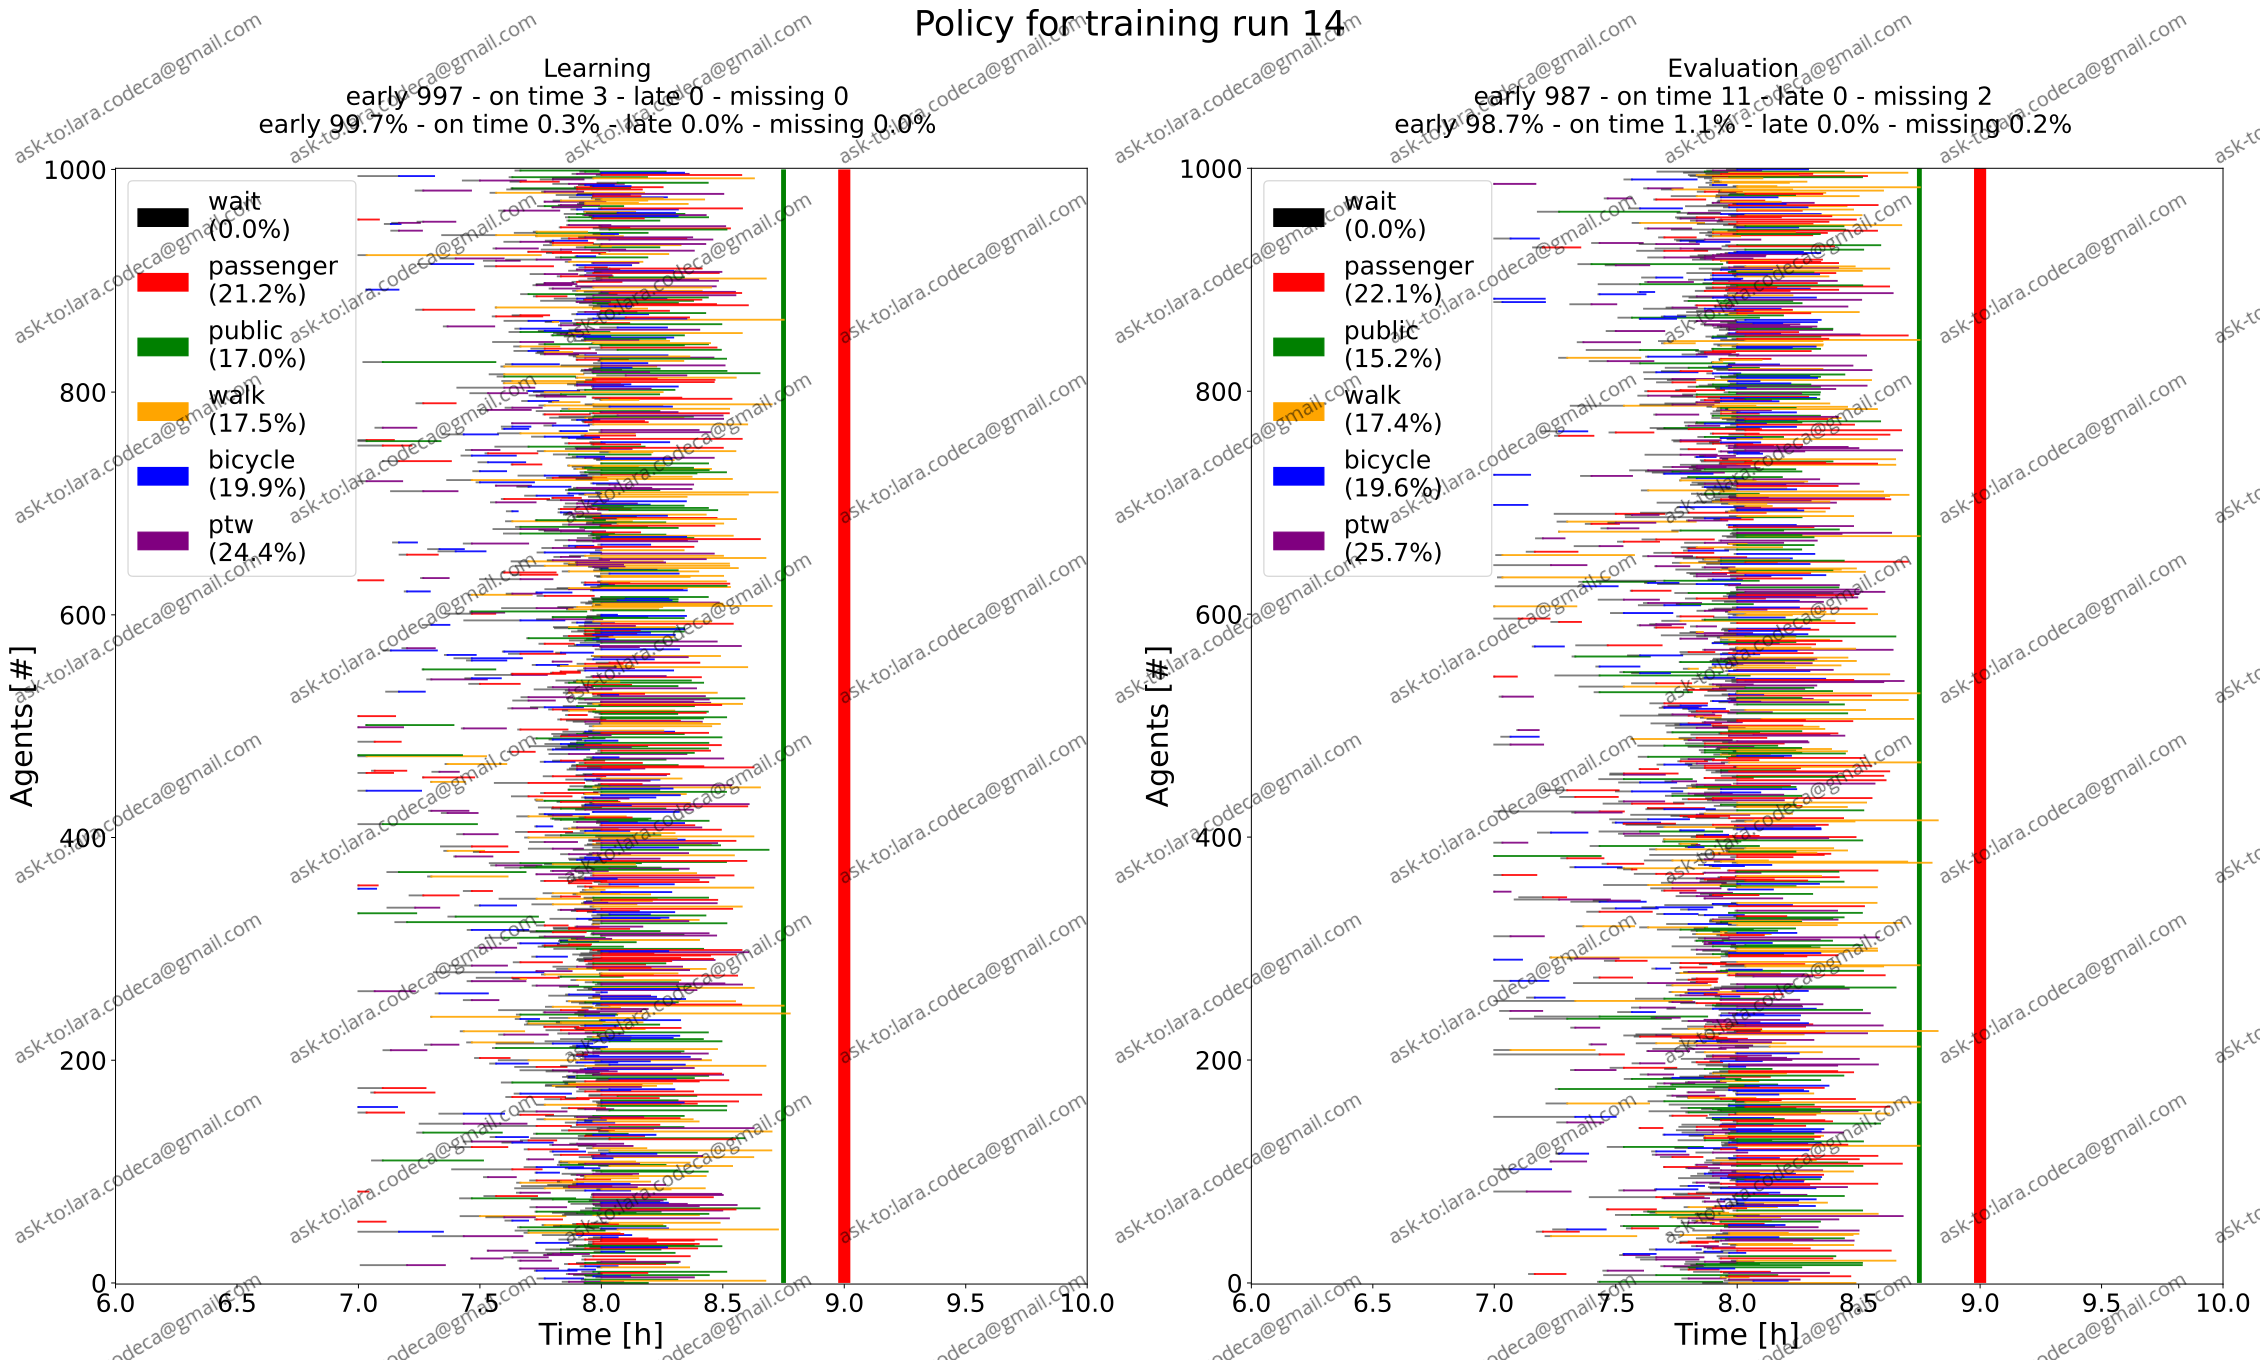 Policy for training run 14
Learning
early 997 - on time 3 - late 0 - missing 0
early 99.7% - on time 0.3% - late 0.0% - missing 0.0%
1000
800
600
400
200
0
Agents [#]
wait
(0.0%)
passenger
(21.2%)
public
(17.0%)
walk
(17.5%)
bicycle
(19.9%)
ptw
(24.4%)
6.0 6.5 7.0 7.5 8.0 8.5 9.0 9.5 10.0
Time [h]
Evaluation
early 987 - on time 11 - late 0 - missing 2
early 98.7% - on time 1.1% - late 0.0% - missing 0.2%
1000
800
600
400
200
0
Agents [#]
wait
(0.0%)
passenger
(22.1%)
public
(15.2%)
walk
(17.4%)
bicycle
(19.6%)
ptw
(25.7%)
6.0 6.5 7.0 7.5 8.0 8.5 9.0 9.5 10.0
Time [h]
ask-to:lara.codeca@gmail.com